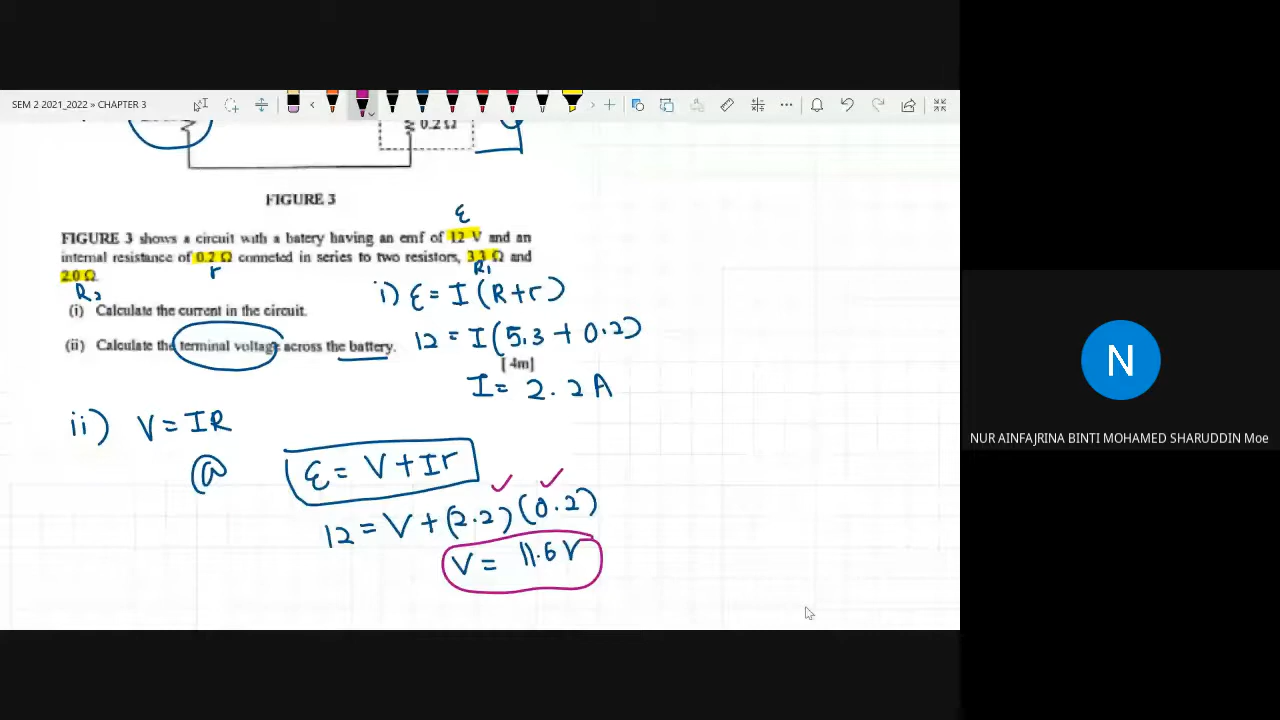 SEM 2 2021_2022 » CHAPTER 3
0.2 Ω
FIGURE 3
ε
FIGURE 3 shows a circuit with a batery having an emf of 12 V and an
internal resistance of 0.2 Ω conneted in series to two resistors, 3.3 Ω and
r
R₁
2.0 Ω.
R₂
(i) Calculate the current in the circuit.
i) ε = I (R+r)
(ii) Calculate the terminal voltage across the battery.
12 = I(5.3 + 0.2)
[ 4m]
I = 2.2 A
ii) V = IR
@
ε = V + Ir
12 = V + (2.2)(0.2)
V = 11.6 V
N
NUR AINFAJRINA BINTI MOHAMED SHARUDDIN Moe